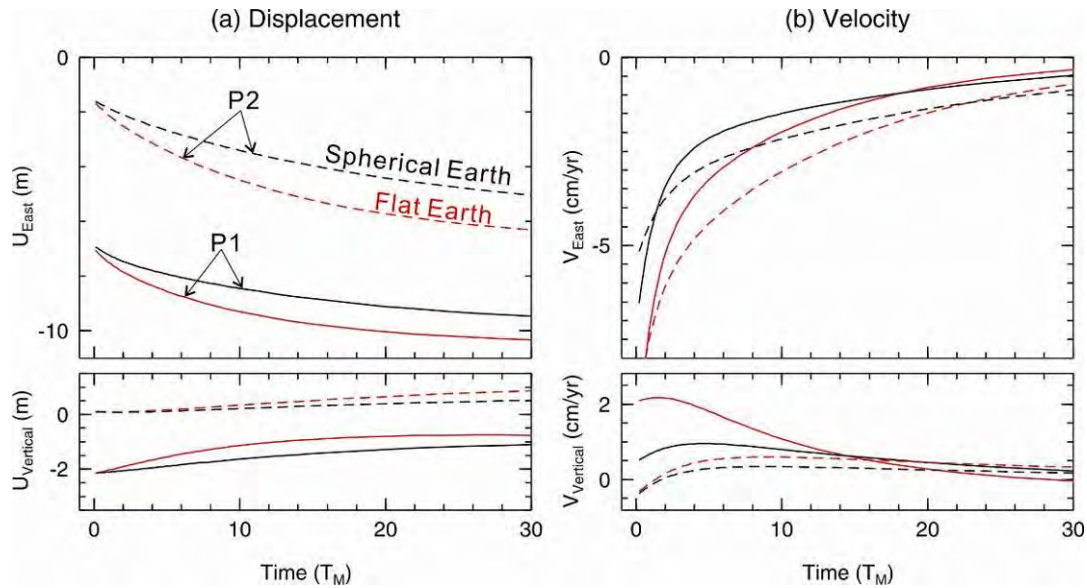 (a) Displacement
(b) Velocity
0
-10
U_East (m)
P2
Spherical Earth
Flat Earth
P1
0
-2
U_Vertical (m)
0
10
20
30
Time (T_M)
0
-5
V_East (cm/yr)
2
0
V_Vertical (cm/yr)
0
10
20
30
Time (T_M)